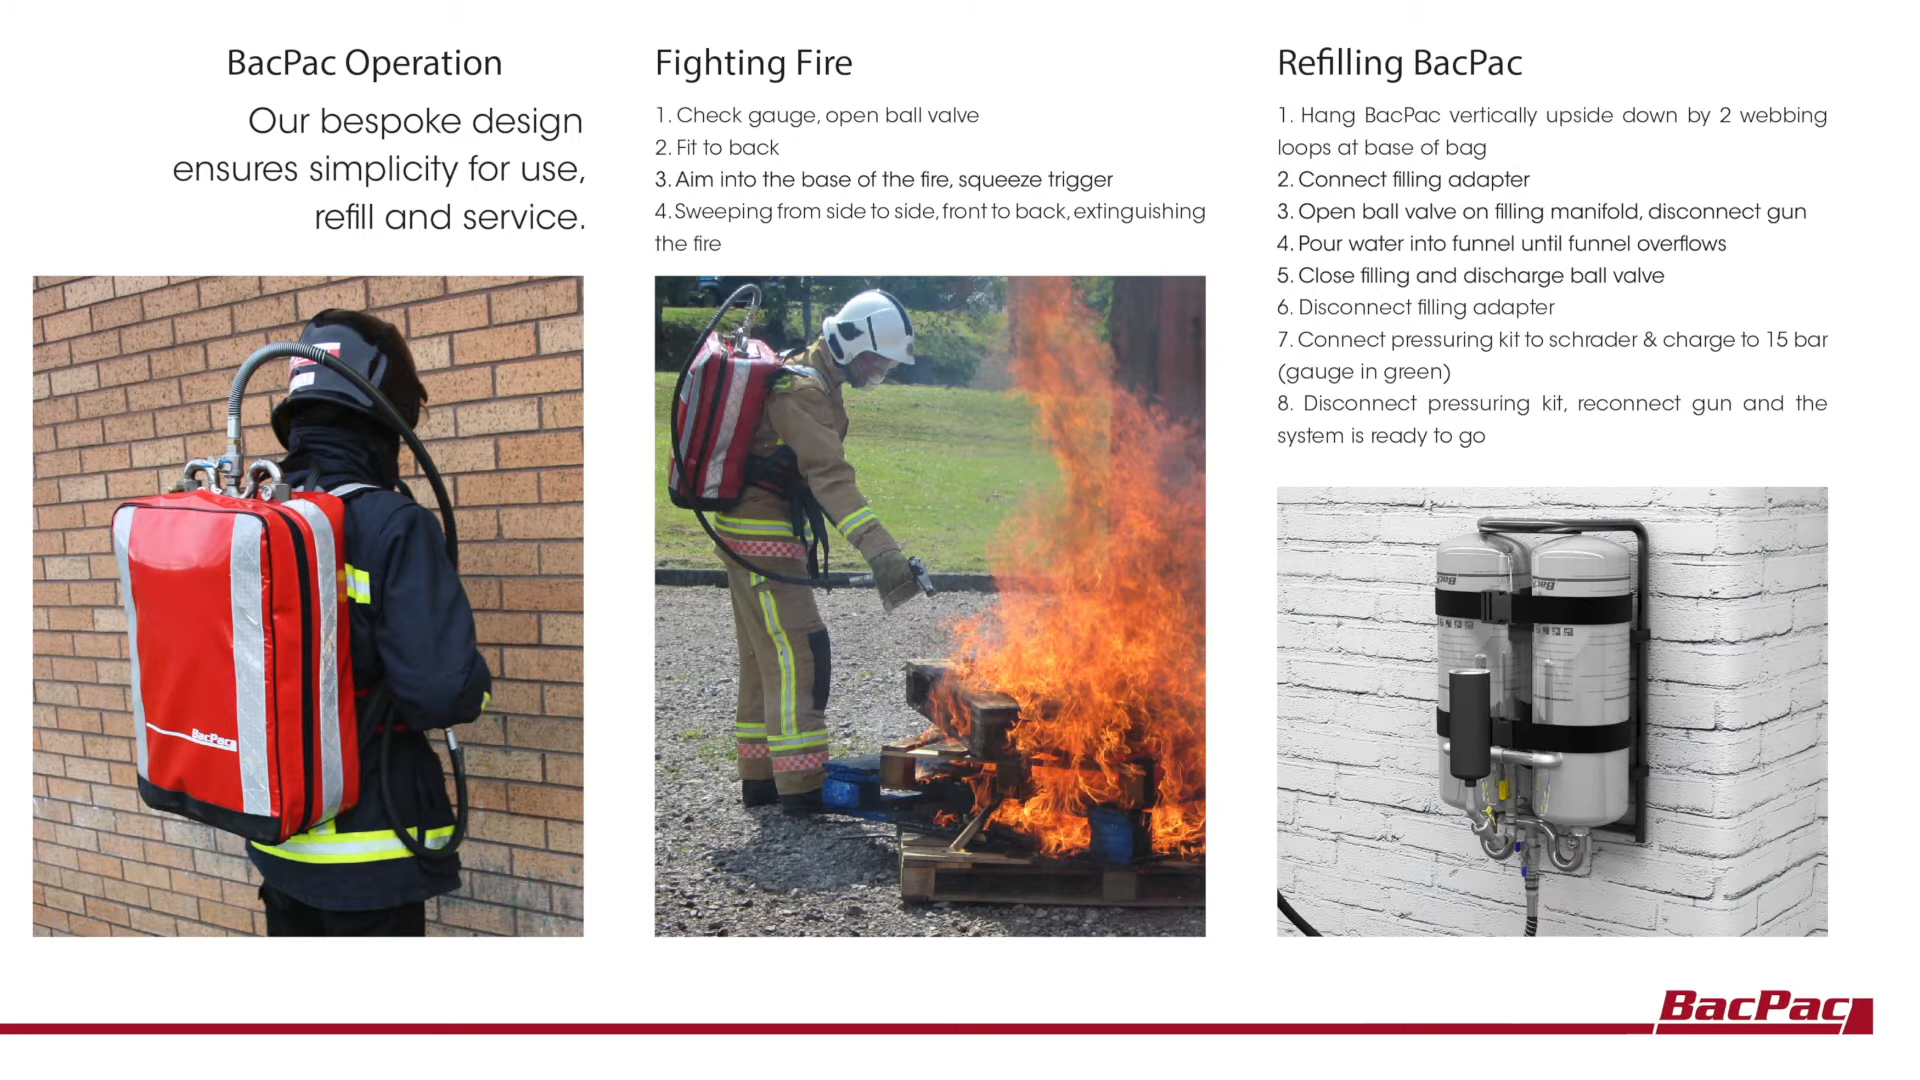 BacPac Operation
Our bespoke design
ensures simplicity for use,
refill and service.
Fighting Fire
1. Check gauge, open ball valve
2. Fit to back
3. Aim into the base of the fire, squeeze trigger
4. Sweeping from side to side, front to back, extinguishing
the fire
Refilling BacPac
1. Hang BacPac vertically upside down by 2 webbing
loops at base of bag
2. Connect filling adapter
3. Open ball valve on filling manifold, disconnect gun
4. Pour water into funnel until funnel overflows
5. Close filling and discharge ball valve
6. Disconnect filling adapter
7. Connect pressuring kit to schrader & charge to 15 bar
(gauge in green)
8. Disconnect pressuring kit, reconnect gun and the
system is ready to go
BacPac
BacPac
BacPac